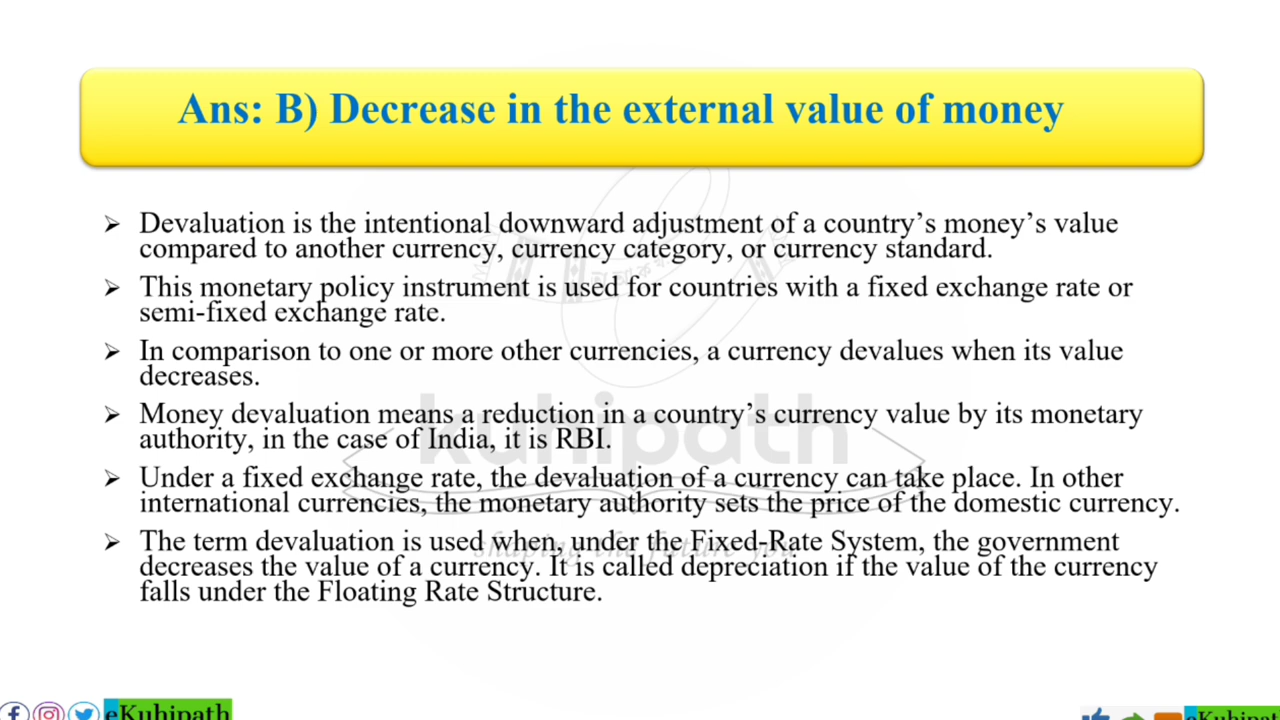 Ans: B) Decrease in the external value of money
➢ Devaluation is the intentional downward adjustment of a country's money's value
compared to another currency, currency category, or currency standard.
➢ This monetary policy instrument is used for countries with a fixed exchange rate or
semi-fixed exchange rate.
➢ In comparison to one or more other currencies, a currency devalues when its value
decreases.
➢ Money devaluation means a reduction in a country's currency value by its monetary
authority, in the case of India, it is RBI.
➢ Under a fixed exchange rate, the devaluation of a currency can take place. In other
international currencies, the monetary authority sets the price of the domestic currency.
➢ The term devaluation is used when, under the Fixed-Rate System, the government
decreases the value of a currency. It is called depreciation if the value of the currency
falls under the Floating Rate Structure.
kuhipath
shaping the future you
eKuhipath
eKuhipat